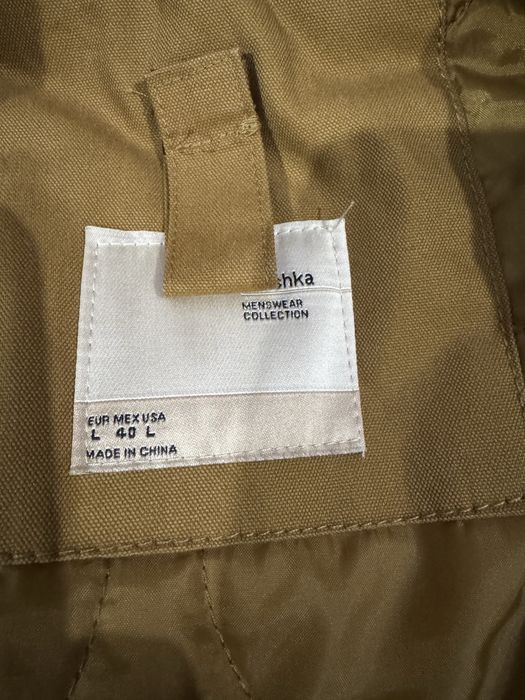 chka
MENSWEAR
COLLECTION
EUR MEX USA
L 40 L
MADE IN CHINA